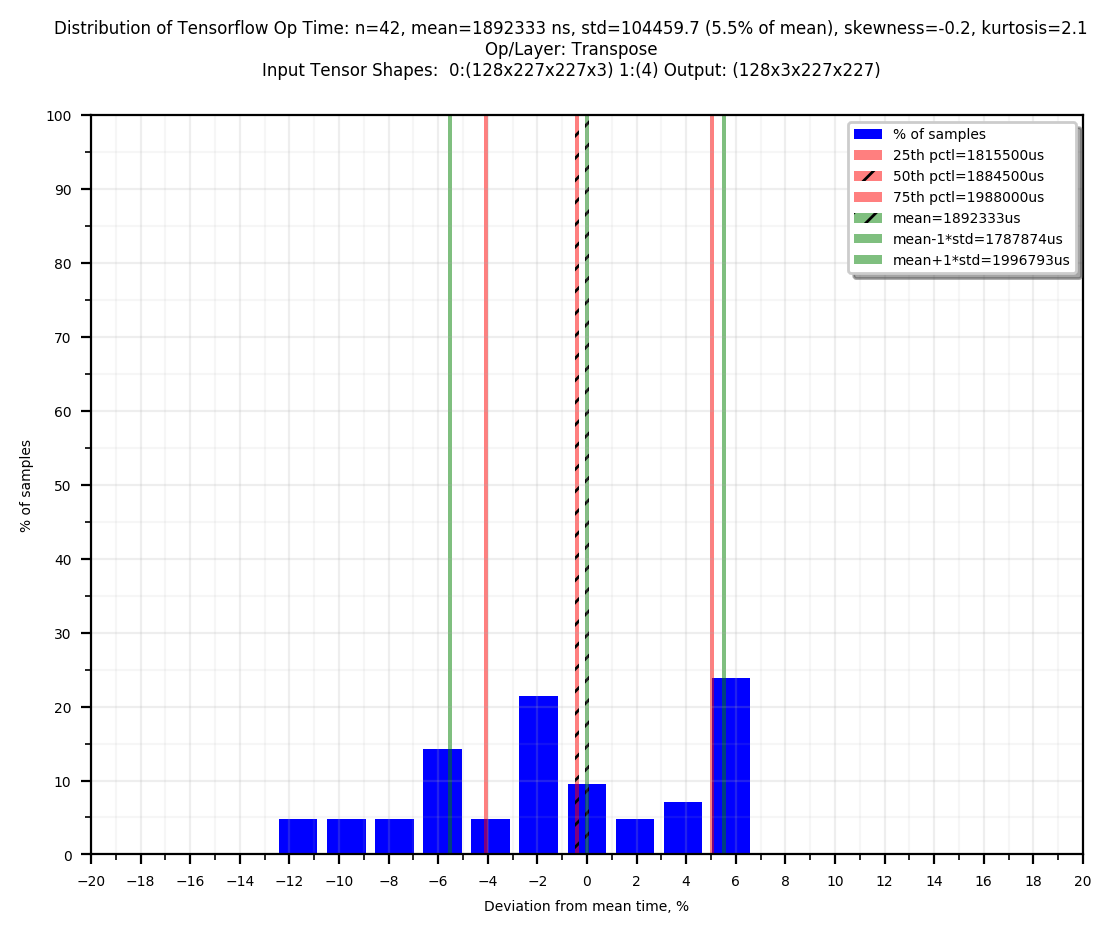 Distribution of Tensorflow Op Time: n=42, mean=1892333 ns, std=104459.7 (5.5% of mean), skewness=-0.2, kurtosis=2.1
Op/Layer: Transpose
Input Tensor Shapes:  0:(128x227x227x3) 1:(4) Output: (128x3x227x227)
% of samples
25th pctl=1815500us
50th pctl=1884500us
75th pctl=1988000us
mean=1892333us
mean-1*std=1787874us
mean+1*std=1996793us
100
90
80
70
60
50
40
30
20
10
0
% of samples
−20 −18 −16 −14 −12 −10 −8 −6 −4 −2 0 2 4 6 8 10 12 14 16 18 20
Deviation from mean time, %